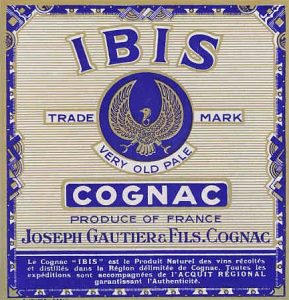 IBIS
TRADE MARK
VERY OLD PALE
COGNAC
PRODUCE OF FRANCE
JOSEPH GAUTIER & FILS, COGNAC
Le Cognac "IBIS" est le Produit Naturel des vins récoltés
et distillés dans la Région délimitée de Cognac. Toutes les
expéditions sont accompagnées de l'ACQUIT RÉGIONAL
garantissant l'Authenticité.